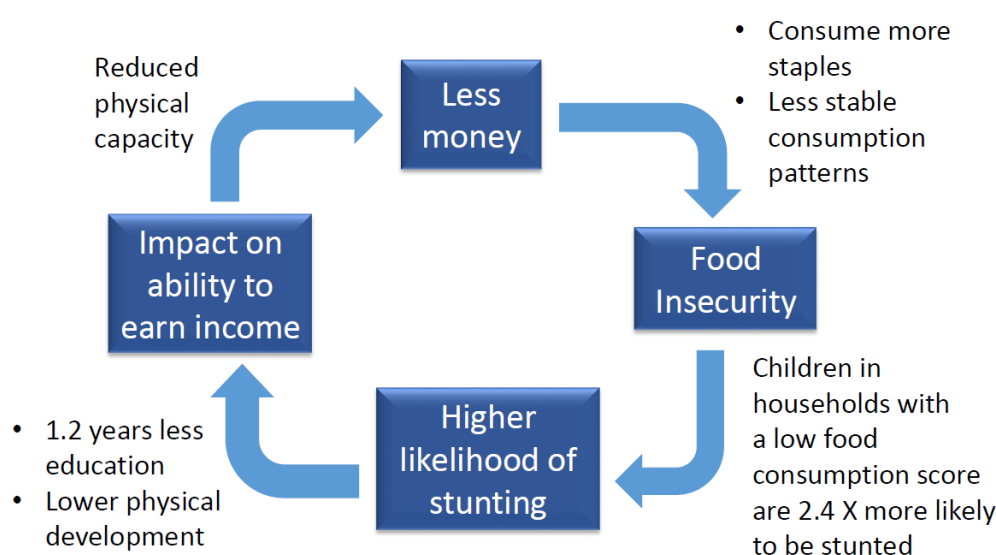 Less
money
• Consume more
staples
• Less stable
consumption
patterns
Food
Insecurity
Children in
households with
a low food
consumption score
are 2.4 X more likely
to be stunted
Higher
likelihood of
stunting
• 1.2 years less
education
• Lower physical
development
Impact on
ability to
earn income
Reduced
physical
capacity